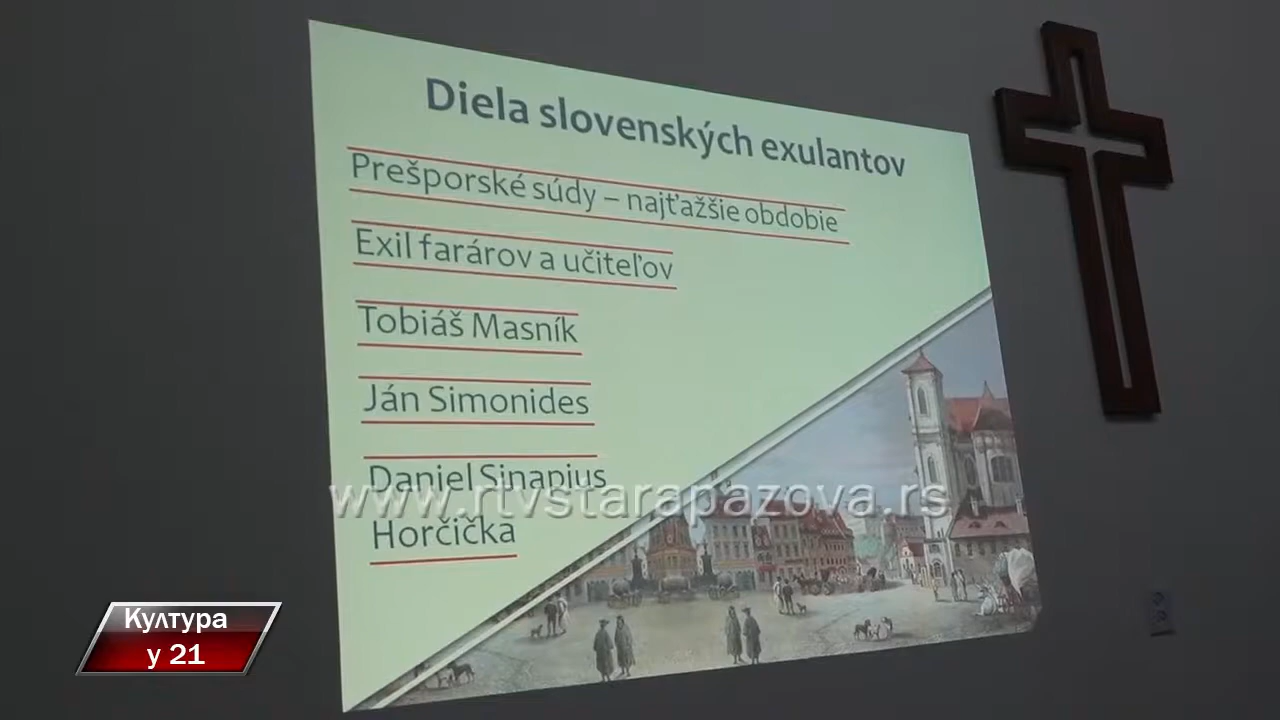 Diela slovenských exulantov
Prešporské súdy – najťažšie obdobie
Exil farárov a učiteľov
Tobiáš Masník
Ján Simonides
Daniel Sinapius
Horčička
www.rtvstarapazova.rs
Култура
у 21